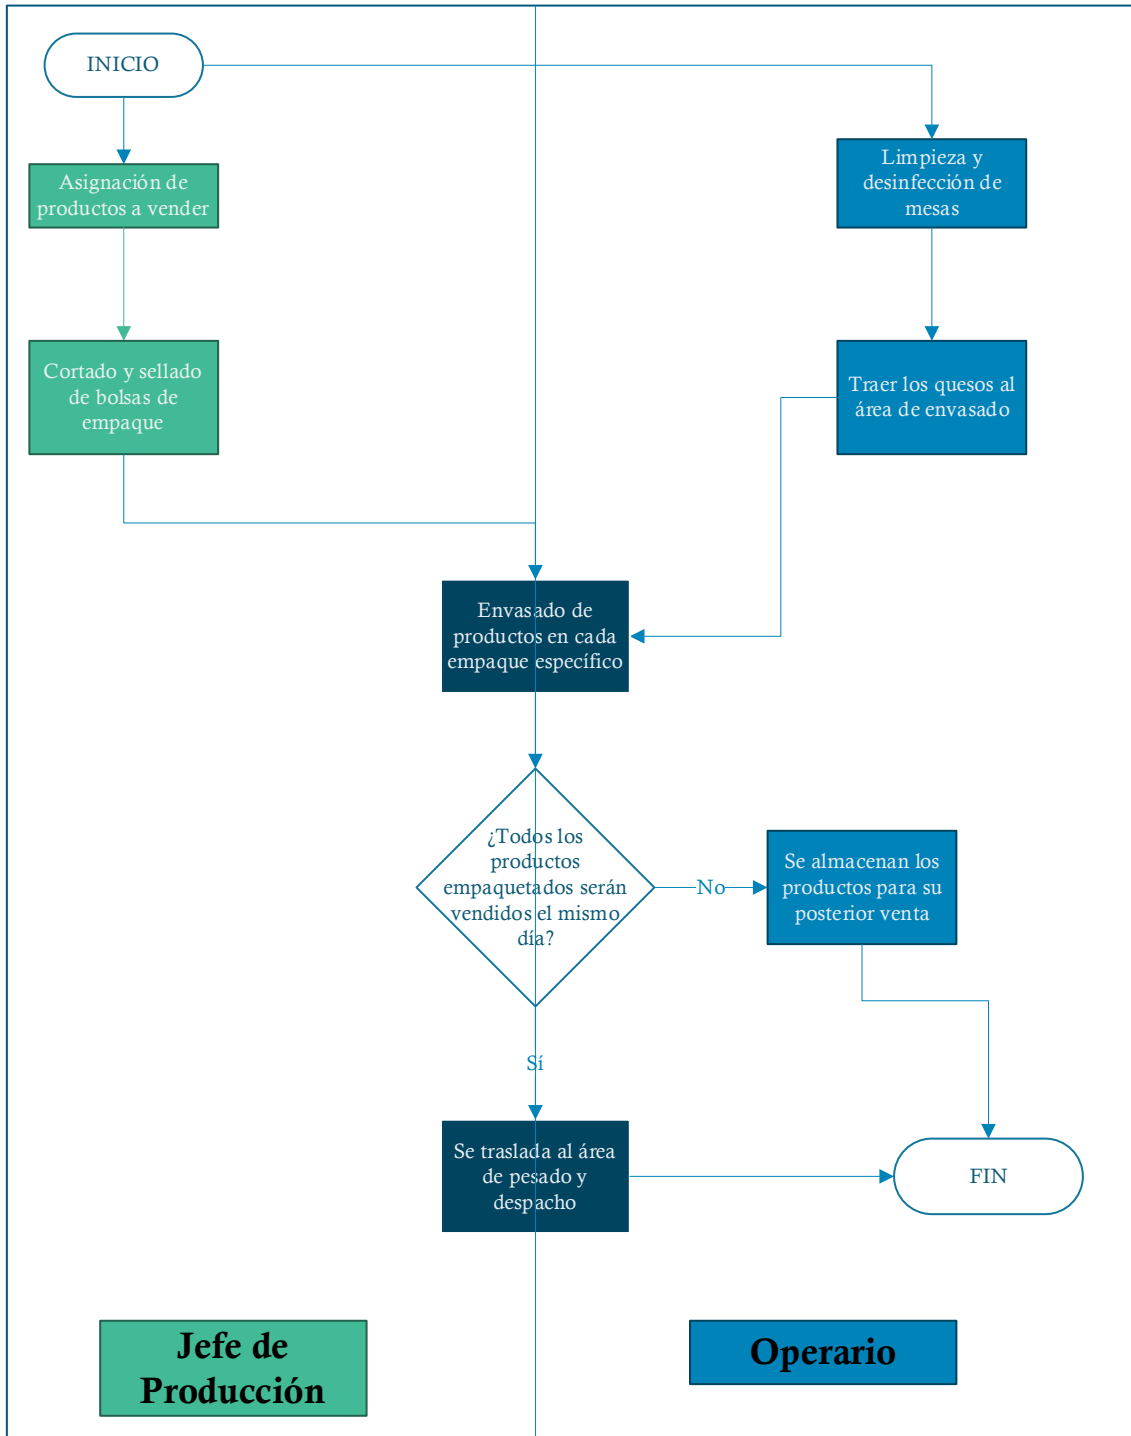 INICIO
Asignación de
productos a vender
Limpieza y
desinfección de
mesas
Cortado y sellado
de bolsas de
empaque
Traer los quesos al
área de envasado
Envasado de
productos en cada
empaque específico
¿Todos los
productos
empaquetados serán
vendidos el mismo
día?
No
Se almacenan los
productos para su
posterior venta
Sí
Se traslada al área
de pesado y
despacho
FIN
Jefe de
Producción
Operario